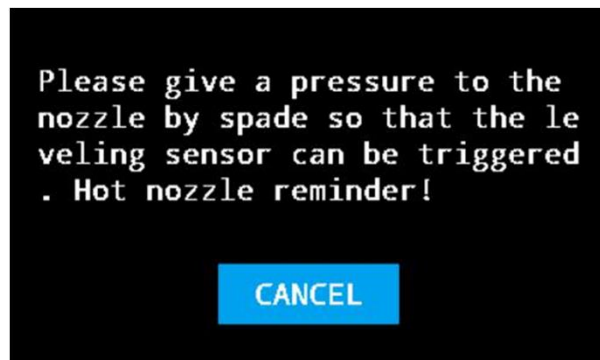 Please give a pressure to the
nozzle by spade so that the le
veling sensor can be triggered
. Hot nozzle reminder!
CANCEL